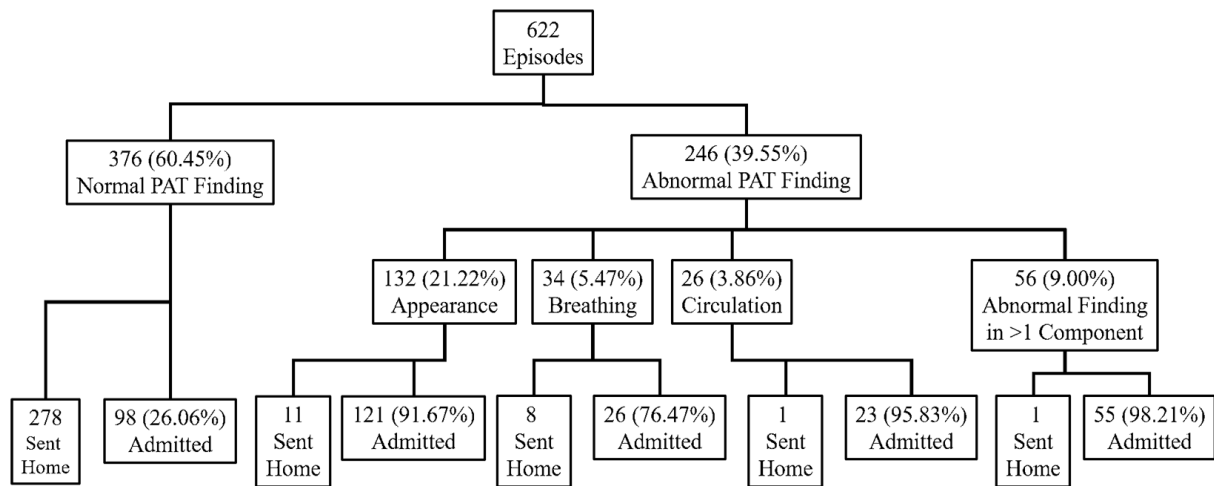 622
Episodes
376 (60.45%)
Normal PAT Finding
246 (39.55%)
Abnormal PAT Finding
132 (21.22%)
Appearance
34 (5.47%)
Breathing
26 (3.86%)
Circulation
56 (9.00%)
Abnormal Finding
in >1 Component
278
Sent
Home
98 (26.06%)
Admitted
11
Sent
Home
121 (91.67%)
Admitted
8
Sent
Home
26 (76.47%)
Admitted
1
Sent
Home
23 (95.83%)
Admitted
1
Sent
Home
55 (98.21%)
Admitted